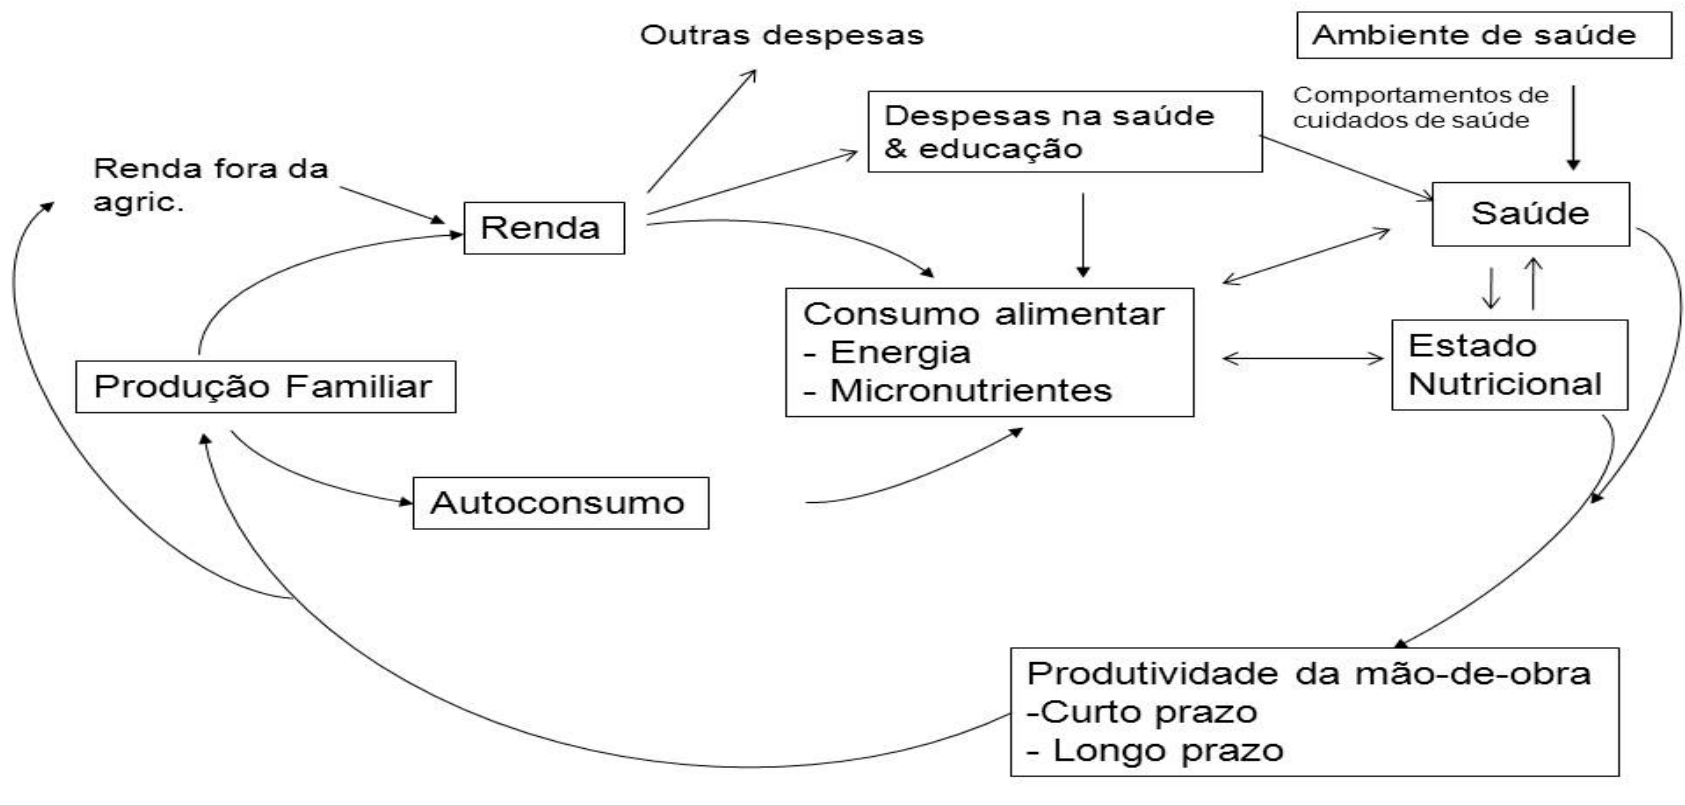 Outras despesas
Ambiente de saúde
Comportamentos de
cuidados de saúde
Despesas na saúde
& educação
Renda fora da
agric.
Renda
Saúde
Consumo alimentar
- Energia
- Micronutrientes
Estado
Nutricional
Produção Familiar
Autoconsumo
Produtividade da mão-de-obra
-Curto prazo
- Longo prazo